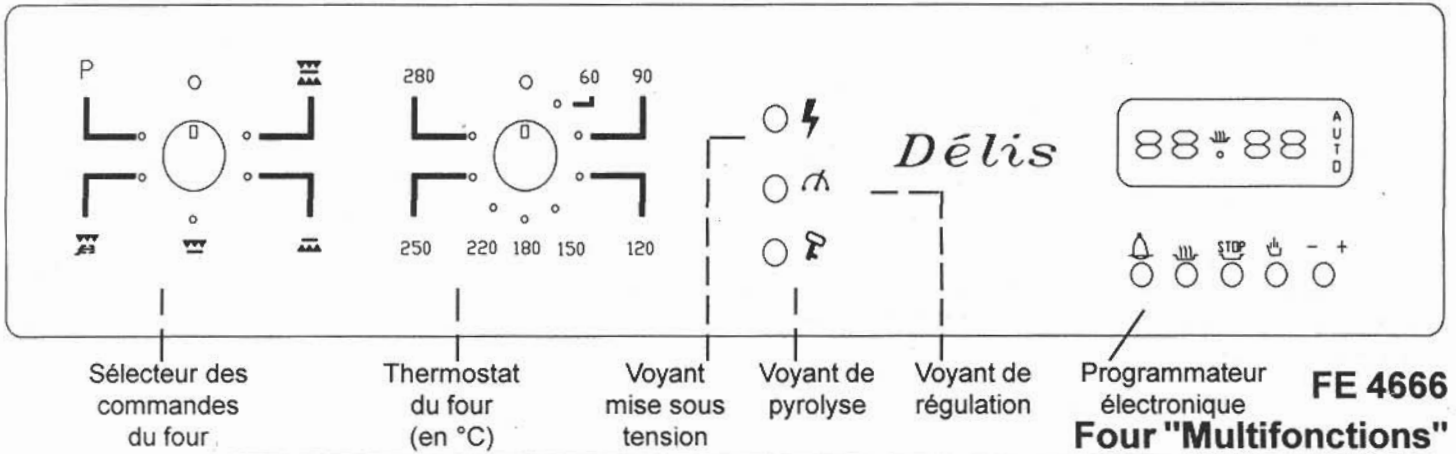 P
280 60 90
Délis
88 88
AUTO
250 220 180 150 120
STOP - +
Sélecteur des
commandes
du four
Thermostat
du four
(en °C)
Voyant
mise sous
tension
Voyant de
pyrolyse
Voyant de
régulation
Programmateur
électronique
FE 4666
Four "Multifonctions"